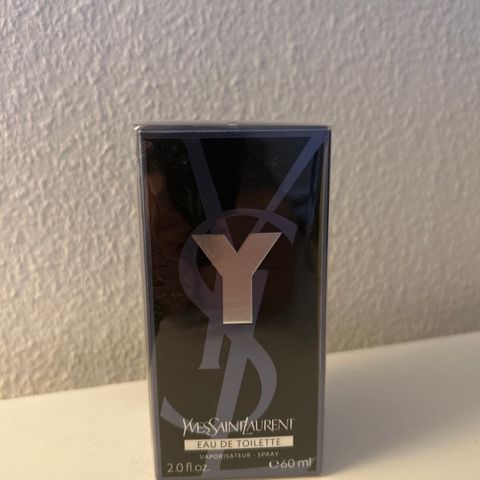 YSL
Y
YVESSAINTLAURENT
EAU DE TOILETTE
VAPORISATEUR - SPRAY
2.0 fl.oz. ℮60 ml